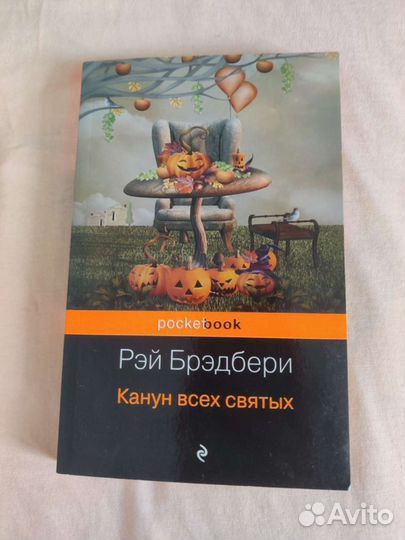 pocketbook
Рэй Брэдбери
Канун всех святых
Avito